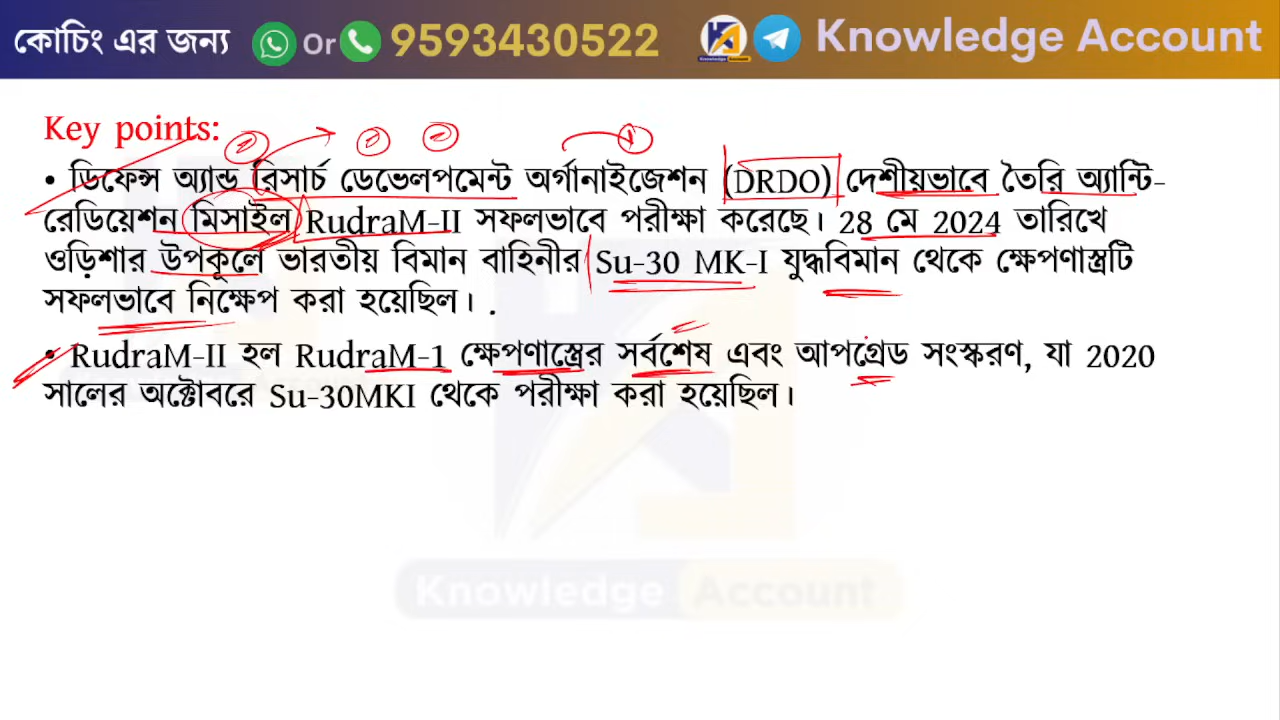 কোচিং এর জন্য Or 9593430522 Knowledge Account
Key points:
• ডিফেন্স অ্যান্ড রিসার্চ ডেভেলপমেন্ট অর্গানাইজেশন (DRDO) দেশীয়ভাবে তৈরি অ্যান্টি-
রেডিয়েশন মিসাইল RudraM-II সফলভাবে পরীক্ষা করেছে। 28 মে 2024 তারিখে
ওড়িশার উপকূলে ভারতীয় বিমান বাহিনীর Su-30 MK-I যুদ্ধবিমান থেকে ক্ষেপণাস্ত্রটি
সফলভাবে নিক্ষেপ করা হয়েছিল। .
• RudraM-II হল RudraM-1 ক্ষেপণাস্ত্রের সর্বশেষ এবং আপগ্রেড সংস্করণ, যা 2020
সালের অক্টোবরে Su-30MKI থেকে পরীক্ষা করা হয়েছিল।
Knowledge Account